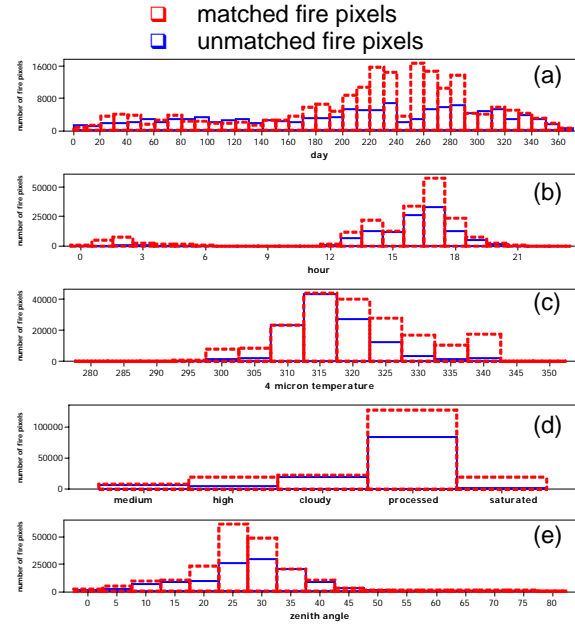 matched fire pixels
unmatched fire pixels
(a)
number of fire pixels
16000
8000
0
0 20 40 60 80 100 120 140 160 180 200 220 240 260 280 300 320 340 360
day
(b)
number of fire pixels
50000
25000
0
0 3 6 9 12 15 18 21
hour
(c)
number of fire pixels
40000
20000
0
280 285 290 295 300 305 310 315 320 325 330 335 340 345 350
4 micron temperature
(d)
number of fire pixels
100000
50000
0
medium high cloudy processed saturated
(e)
number of fire pixels
50000
25000
0
0 5 10 15 20 25 30 35 40 45 50 55 60 65 70 75 80
zenith angle